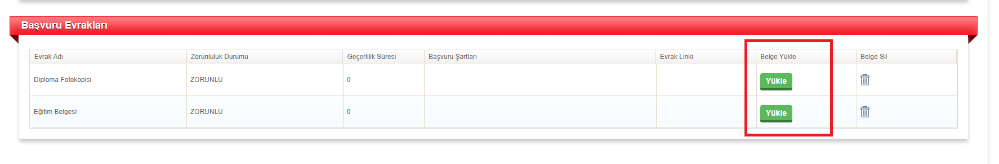 Başvuru Evrakları
Evrak Adı Zorunluluk Durumu Geçerlilik Süresi Başvuru Şartları Evrak Linki Belge Yükle Belge Sil
Diploma Fotokopisi ZORUNLU 0 Yükle
Eğitim Belgesi ZORUNLU 0 Yükle